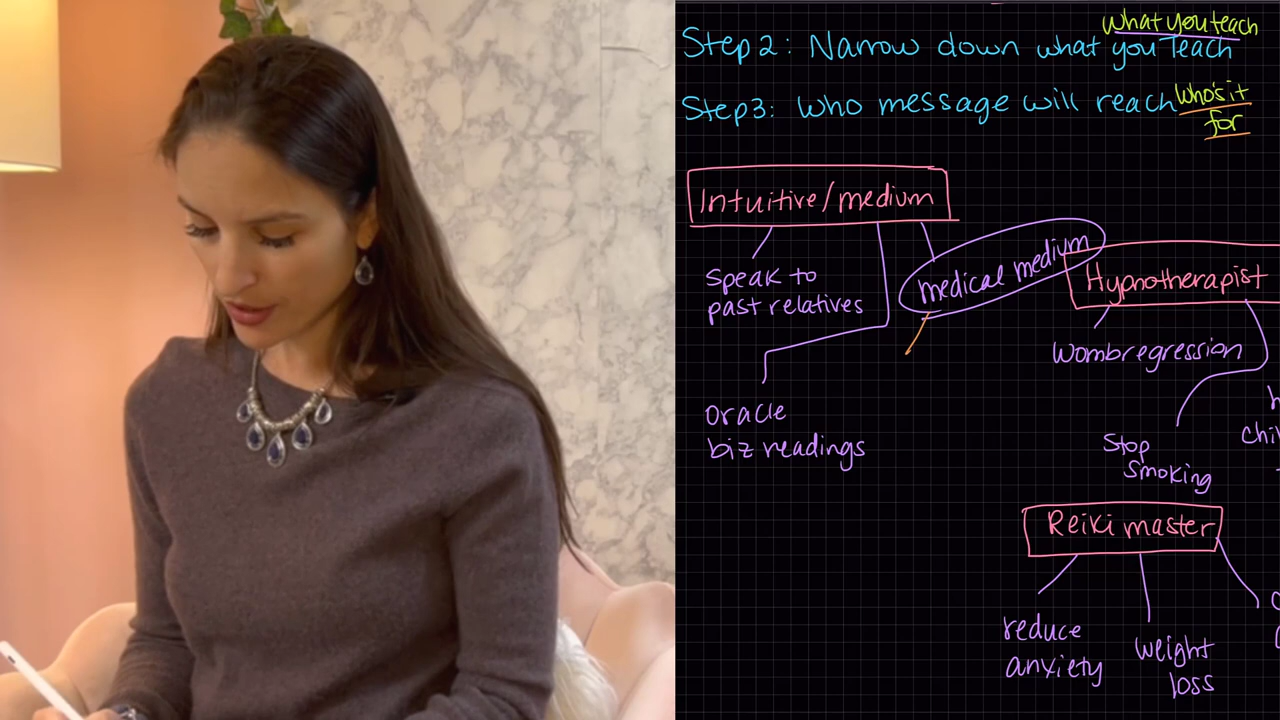 what you teach
Step 2: Narrow down what you Teach
Step3: who message will reach
who's it
for
Intuitive/medium
medical medium
Speak to
past relatives
Hypnotherapist
Wombregression
oracle
biz readings
Stop
Smoking
Reiki master
reduce
anxiety
weight
loss